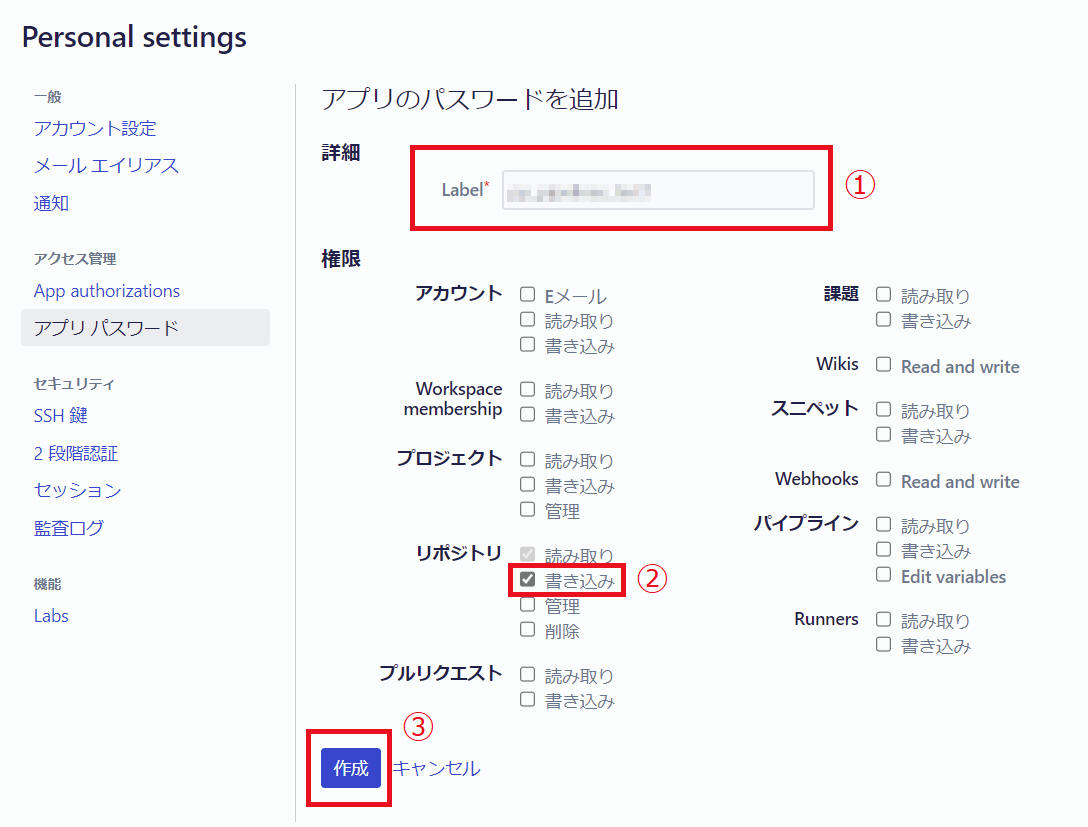 Personal settings
一般
アカウント設定
メール エイリアス
通知
アクセス管理
App authorizations
アプリ パスワード
セキュリティ
SSH 鍵
2 段階認証
セッション
監査ログ
機能
Labs
アプリのパスワードを追加
詳細
Label*
①
権限
アカウント
Eメール
読み取り
書き込み
Workspace
membership
読み取り
書き込み
プロジェクト
読み取り
書き込み
管理
リポジトリ
読み取り
書き込み
②
管理
削除
プルリクエスト
読み取り
書き込み
課題
読み取り
書き込み
Wikis
Read and write
スニペット
読み取り
書き込み
Webhooks
Read and write
パイプライン
読み取り
書き込み
Edit variables
Runners
読み取り
書き込み
③
作成
キャンセル